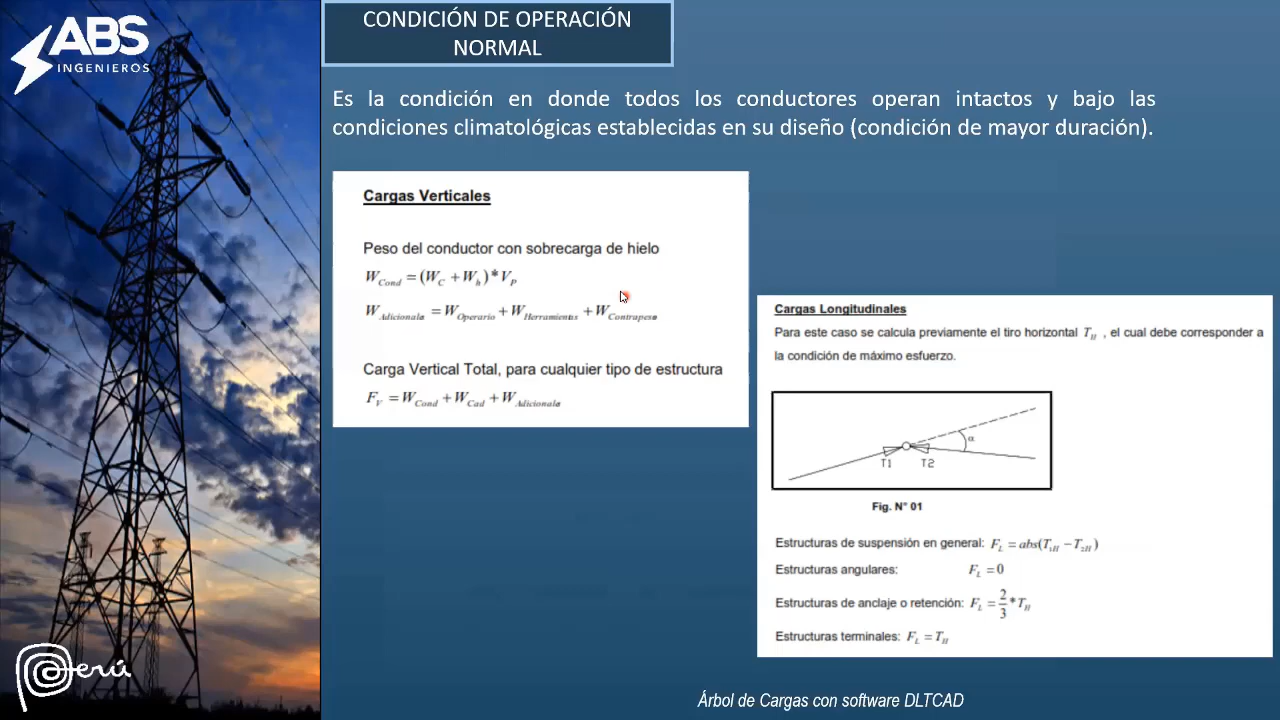 ABS
INGENIEROS
CONDICIÓN DE OPERACIÓN
NORMAL
Es la condición en donde todos los conductores operan intactos y bajo las
condiciones climatológicas establecidas en su diseño (condición de mayor duración).
Cargas Verticales
Peso del conductor con sobrecarga de hielo
W_Cond = (W_C + W_h) * V_P
W_Adicionales = W_Operario + W_Herramientas + W_Contrapeso
Carga Vertical Total, para cualquier tipo de estructura
F_V = W_Cond + W_Cad + W_Adicionales
Cargas Longitudinales
Para este caso se calcula previamente el tiro horizontal T_H , el cual debe corresponder a
la condición de máximo esfuerzo.
α
T1 T2
Fig. N° 01
Estructuras de suspensión en general: F_L = abs(T_1H − T_2H)
Estructuras angulares: F_L = 0
Estructuras de anclaje o retención: F_L = 2/3 * T_H
Estructuras terminales: F_L = T_H
Perú
Árbol de Cargas con software DLTCAD